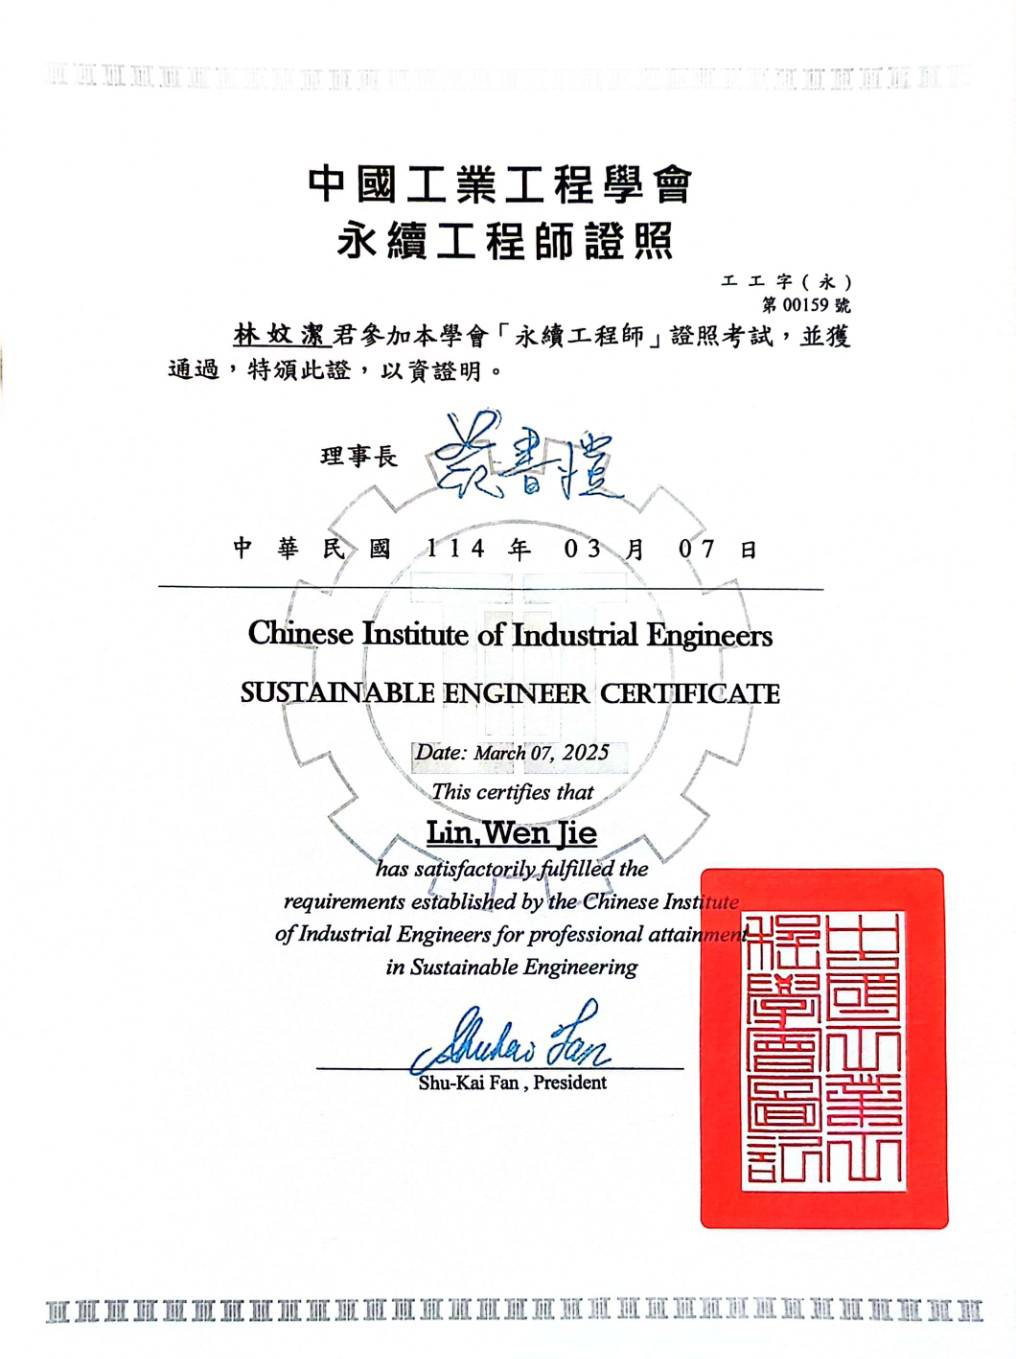 中國工業工程學會
永續工程師證照
工工字(永)
第00159號
林妏潔君參加本學會「永續工程師」證照考試，並獲
通過，特頒此證，以資證明。
理事長 范書愷
中華民國 114 年 03 月 07 日
Chinese Institute of Industrial Engineers
SUSTAINABLE ENGINEER CERTIFICATE
Date: March 07, 2025
This certifies that
Lin,Wen Jie
has satisfactorily fulfilled the
requirements established by the Chinese Institute
of Industrial Engineers for professional attainment
in Sustainable Engineering
Shukai Fan
Shu-Kai Fan , President
中國工業工
程學會圖記